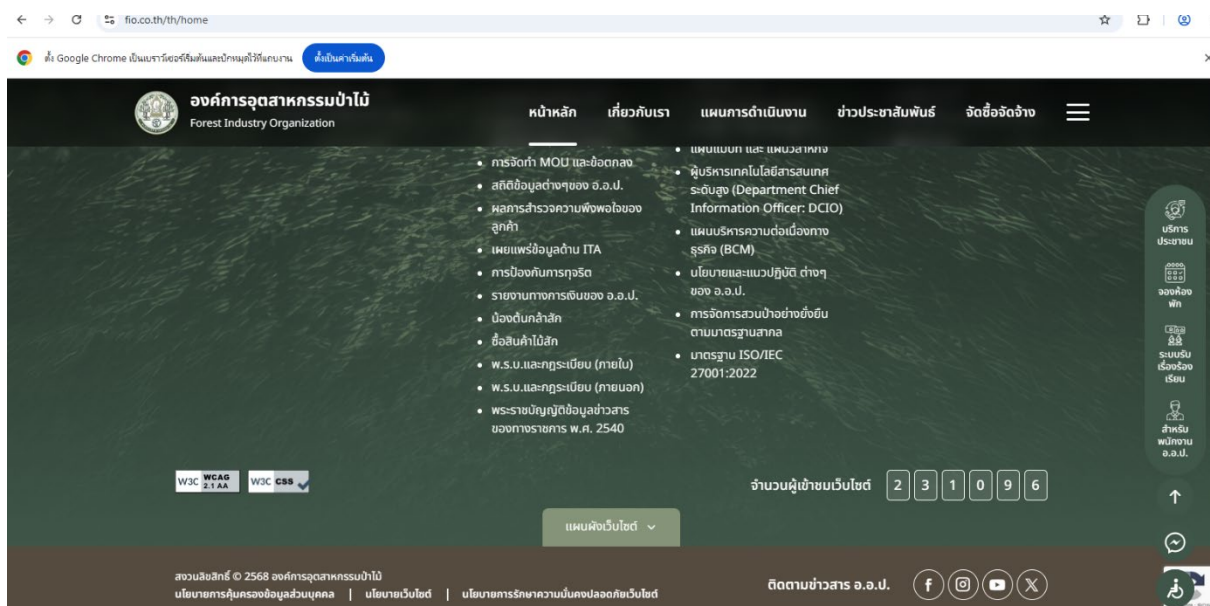 fio.co.th/th/home
ตั้ง Google Chrome เป็นเบราว์เซอร์เริ่มต้นและปักหมุดไว้ที่แถบงาน
ตั้งเป็นค่าเริ่มต้น
องค์การอุตสาหกรรมป่าไม้
Forest Industry Organization
หน้าหลัก
เกี่ยวกับเรา
แผนการดำเนินงาน
ข่าวประชาสัมพันธ์
จัดซื้อจัดจ้าง
การจัดทำ MOU และข้อตกลง
สถิติข้อมูลต่างๆของ อ.อ.ป.
ผลการสำรวจความพึงพอใจของ
ลูกค้า
เผยแพร่ข้อมูลด้าน ITA
การป้องกันการทุจริต
รายงานทางการเงินของ อ.อ.ป.
น้องต้นกล้าสัก
ซื้อสินค้าไม้สัก
พ.ร.บ.และกฎระเบียบ (ภายใน)
พ.ร.บ.และกฎระเบียบ (ภายนอก)
พระราชบัญญัติข้อมูลข่าวสาร
ของทางราชการ พ.ศ. 2540
แผนแม่บท และ แผนวิสาหกิจ
ผู้บริหารเทคโนโลยีสารสนเทศ
ระดับสูง (Department Chief
Information Officer: DCIO)
แผนบริหารความต่อเนื่องทาง
ธุรกิจ (BCM)
นโยบายและแนวปฏิบัติ ต่างๆ
ของ อ.อ.ป.
การจัดการสวนป่าอย่างยั่งยืน
ตามมาตรฐานสากล
มาตรฐาน ISO/IEC
27001:2022
บริการ
ประชาชน
จองห้อง
พัก
ระบบรับ
เรื่องร้อง
เรียน
สำหรับ
พนักงาน
อ.อ.ป.
W3C WCAG 2.1 AA
W3C CSS
จำนวนผู้เข้าชมเว็บไซต์ 2 3 1 0 9 6
แผนผังเว็บไซต์
สงวนลิขสิทธิ์ © 2568 องค์การอุตสาหกรรมป่าไม้
นโยบายการคุ้มครองข้อมูลส่วนบุคคล | นโยบายเว็บไซต์ | นโยบายการรักษาความมั่นคงปลอดภัยเว็บไซต์
ติดตามข่าวสาร อ.อ.ป.